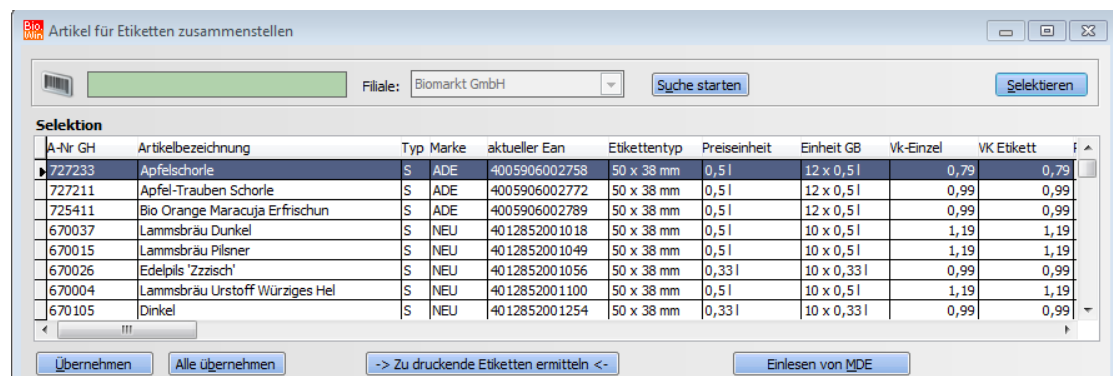 Bio Win Artikel für Etiketten zusammenstellen
Filiale: Biomarkt GmbH Suche starten Selektieren
Selektion
A-Nr GH Artikelbezeichnung Typ Marke aktueller Ean Etikettentyp Preiseinheit Einheit GB Vk-Einzel VK Etikett
727233 Apfelschorle S ADE 4005906002758 50 x 38 mm 0,5 l 12 x 0,5 l 0,79 0,79
727211 Apfel-Trauben Schorle S ADE 4005906002772 50 x 38 mm 0,5 l 12 x 0,5 l 0,99 0,99
725411 Bio Orange Maracuja Erfrischun S ADE 4005906002789 50 x 38 mm 0,5 l 12 x 0,5 l 0,99 0,99
670037 Lammsbräu Dunkel S NEU 4012852001018 50 x 38 mm 0,5 l 10 x 0,5 l 1,19 1,19
670015 Lammsbräu Pilsner S NEU 4012852001049 50 x 38 mm 0,5 l 10 x 0,5 l 1,19 1,19
670026 Edelpils 'Zzzisch' S NEU 4012852001056 50 x 38 mm 0,33 l 10 x 0,33 l 0,99 0,99
670004 Lammsbräu Urstoff Würziges Hel S NEU 4012852001100 50 x 38 mm 0,5 l 10 x 0,5 l 1,19 1,19
670105 Dinkel S NEU 4012852001254 50 x 38 mm 0,33 l 10 x 0,33 l 0,99 0,99
Übernehmen Alle übernehmen -> Zu druckende Etiketten ermitteln <- Einlesen von MDE